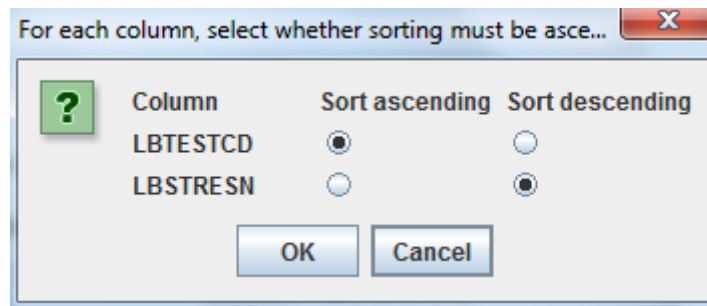 For each column, select whether sorting must be asce...
Column Sort ascending Sort descending
LBTESTCD
LBSTRESN
OK Cancel